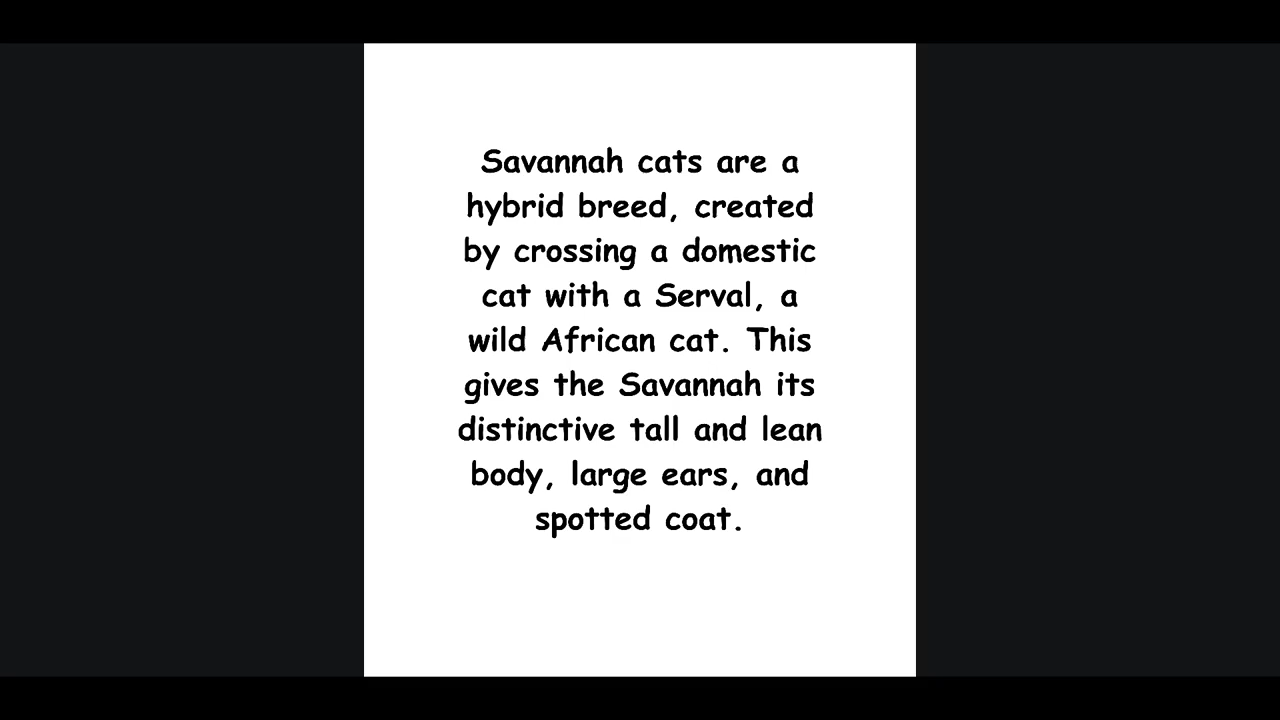 Savannah cats are a
hybrid breed, created
by crossing a domestic
cat with a Serval, a
wild African cat. This
gives the Savannah its
distinctive tall and lean
body, large ears, and
spotted coat.